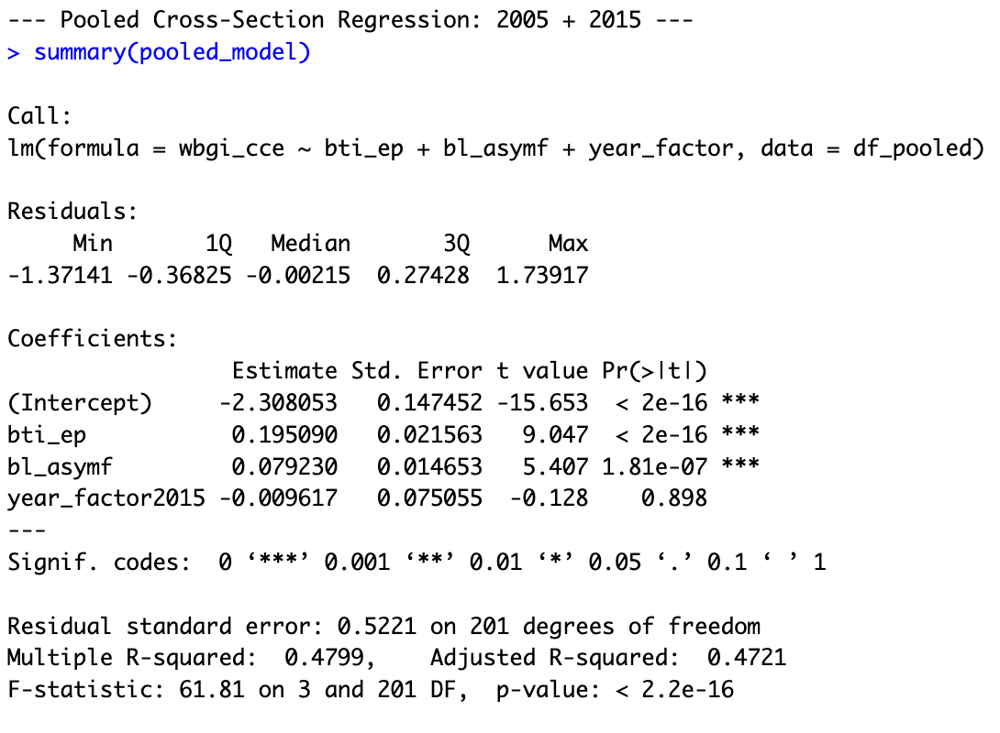 --- Pooled Cross-Section Regression: 2005 + 2015 ---
> summary(pooled_model)
Call:
lm(formula = wbgi_cce ~ bti_ep + bl_asymf + year_factor, data = df_pooled)
Residuals:
     Min       1Q   Median       3Q      Max
-1.37141 -0.36825 -0.00215  0.27428  1.73917
Coefficients:
                 Estimate Std. Error t value Pr(>|t|)
(Intercept)     -2.308053   0.147452 -15.653  < 2e-16 ***
bti_ep           0.195090   0.021563   9.047  < 2e-16 ***
bl_asymf         0.079230   0.014653   5.407 1.81e-07 ***
year_factor2015 -0.009617   0.075055  -0.128    0.898
---
Signif. codes:  0 ‘***’ 0.001 ‘**’ 0.01 ‘*’ 0.05 ‘.’ 0.1 ‘ ’ 1
Residual standard error: 0.5221 on 201 degrees of freedom
Multiple R-squared:  0.4799,	Adjusted R-squared:  0.4721
F-statistic: 61.81 on 3 and 201 DF,  p-value: < 2.2e-16